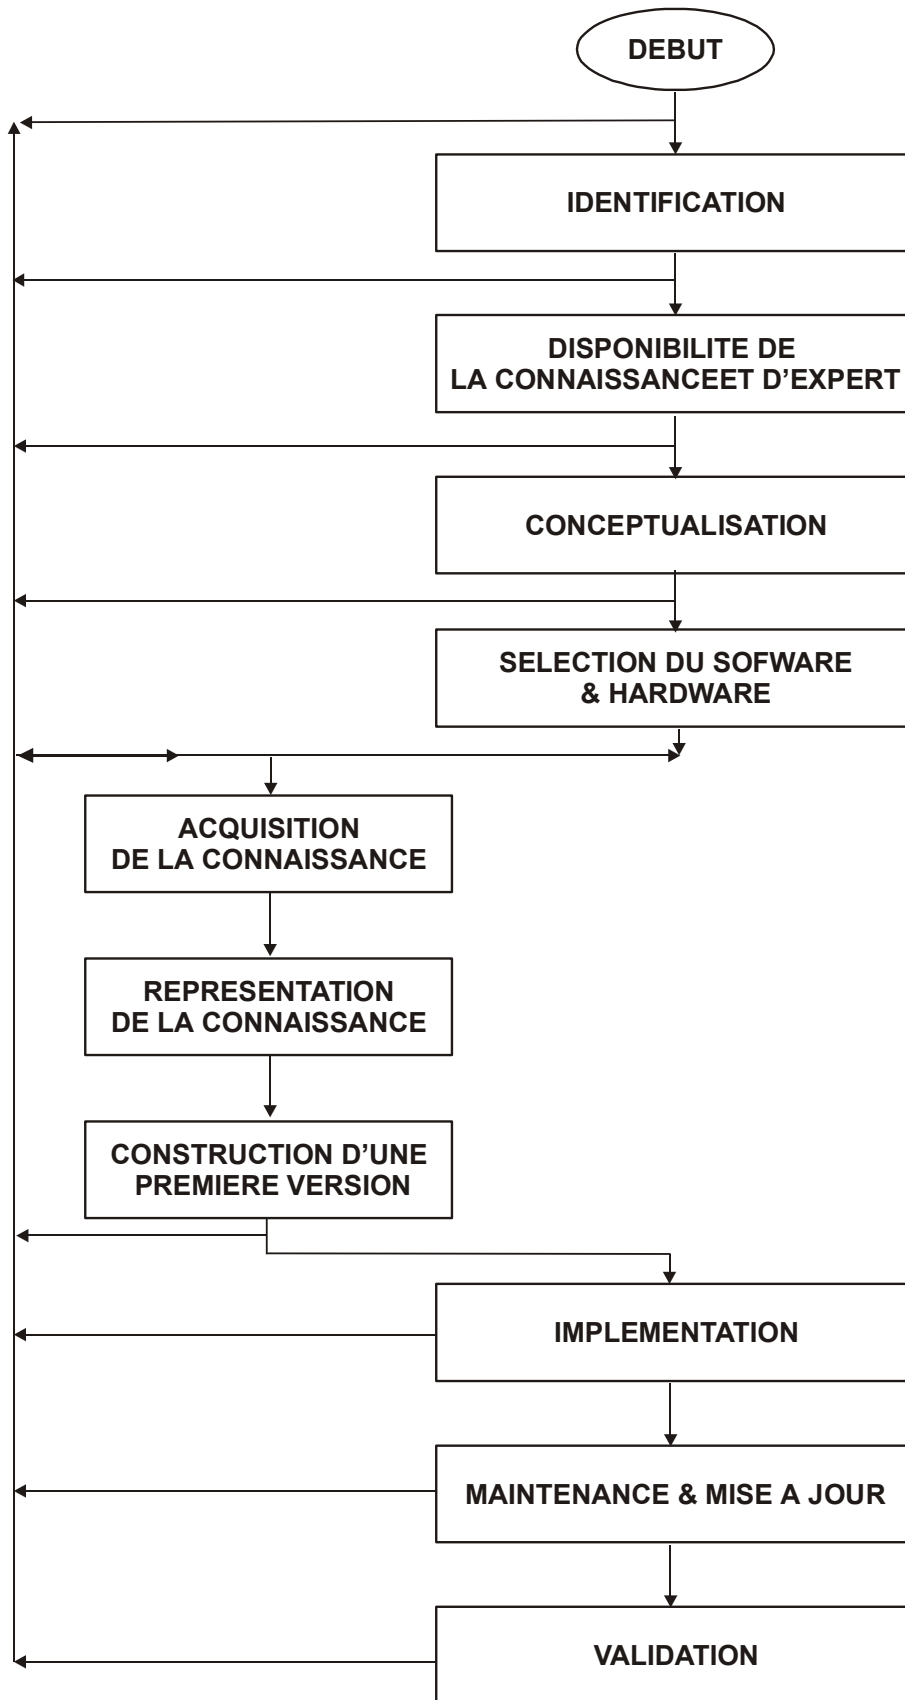 DEBUT
IDENTIFICATION
DISPONIBILITE DE
LA CONNAISSANCEET D’EXPERT
CONCEPTUALISATION
SELECTION DU SOFWARE
& HARDWARE
ACQUISITION
DE LA CONNAISSANCE
REPRESENTATION
DE LA CONNAISSANCE
CONSTRUCTION D’UNE
PREMIERE VERSION
IMPLEMENTATION
MAINTENANCE & MISE A JOUR
VALIDATION